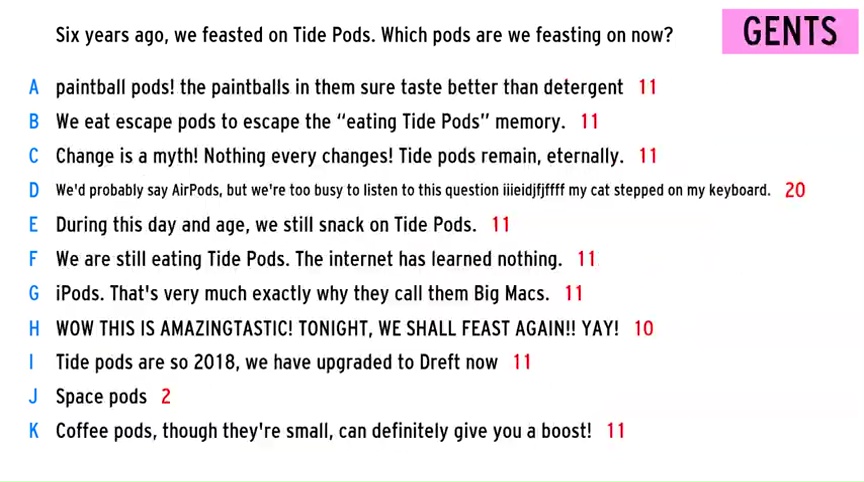 Six years ago, we feasted on Tide Pods. Which pods are we feasting on now?
GENTS
A paintball pods! the paintballs in them sure taste better than detergent 11
B We eat escape pods to escape the “eating Tide Pods” memory. 11
C Change is a myth! Nothing every changes! Tide pods remain, eternally. 11
D We'd probably say AirPods, but we're too busy to listen to this question iiieidjfjffff my cat stepped on my keyboard. 20
E During this day and age, we still snack on Tide Pods. 11
F We are still eating Tide Pods. The internet has learned nothing. 11
G iPods. That's very much exactly why they call them Big Macs. 11
H WOW THIS IS AMAZINGTASTIC! TONIGHT, WE SHALL FEAST AGAIN!! YAY! 10
I Tide pods are so 2018, we have upgraded to Dreft now 11
J Space pods 2
K Coffee pods, though they're small, can definitely give you a boost! 11